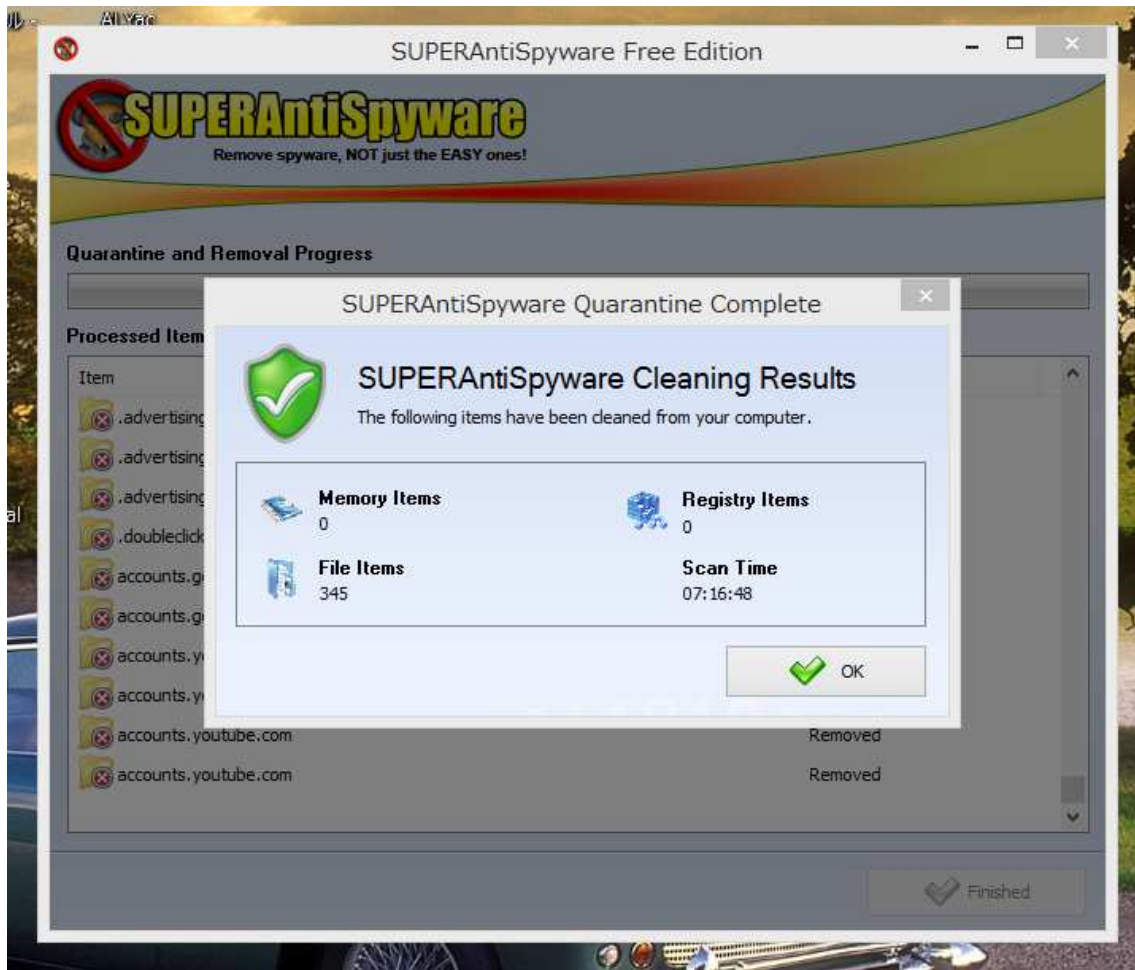 ル -
ALYac
SUPERAntiSpyware Free Edition
SUPERAntiSpyware
Remove spyware, NOT just the EASY ones!
Quarantine and Removal Progress
SUPERAntiSpyware Quarantine Complete
Processed Item
Item
SUPERAntiSpyware Cleaning Results
The following items have been cleaned from your computer.
.advertising
.advertising
.advertising
.doubleclick
accounts.g
accounts.g
accounts.y
accounts.y
Memory Items
0
Registry Items
0
File Items
345
Scan Time
07:16:48
OK
al
accounts.youtube.com Removed
accounts.youtube.com Removed
Finished